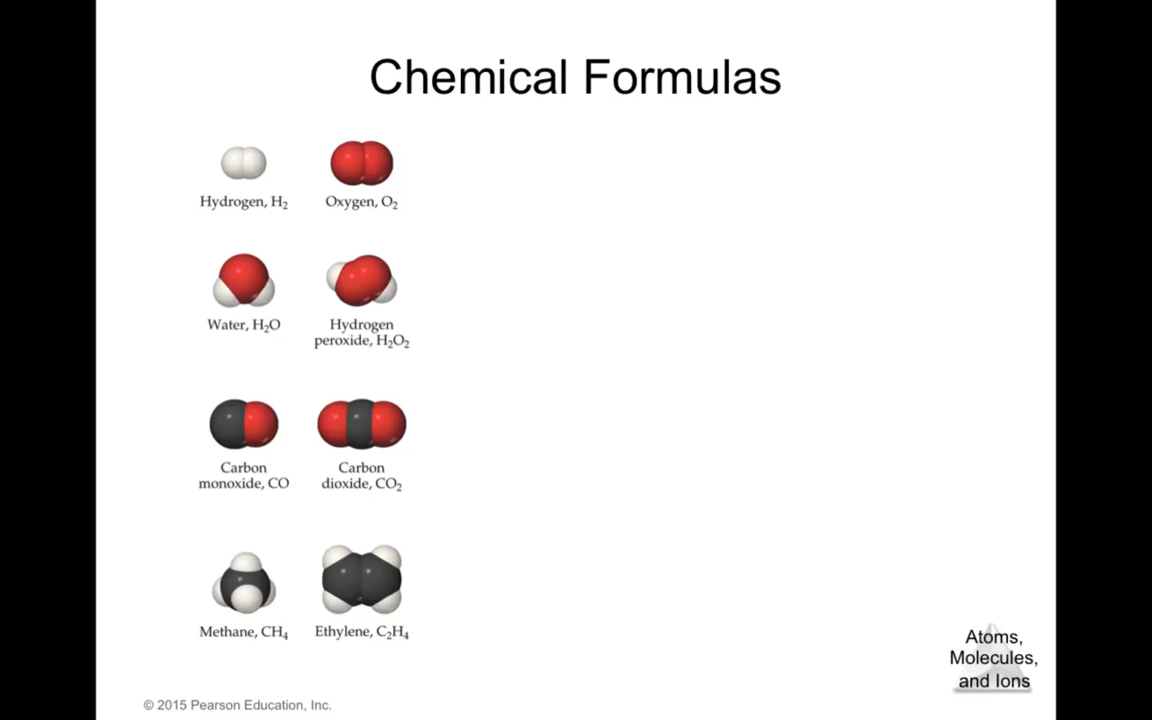 Chemical Formulas
Hydrogen, H₂
Oxygen, O₂
Water, H₂O
Hydrogen
peroxide, H₂O₂
Carbon
monoxide, CO
Carbon
dioxide, CO₂
Methane, CH₄
Ethylene, C₂H₄
Atoms,
Molecules,
and Ions
© 2015 Pearson Education, Inc.